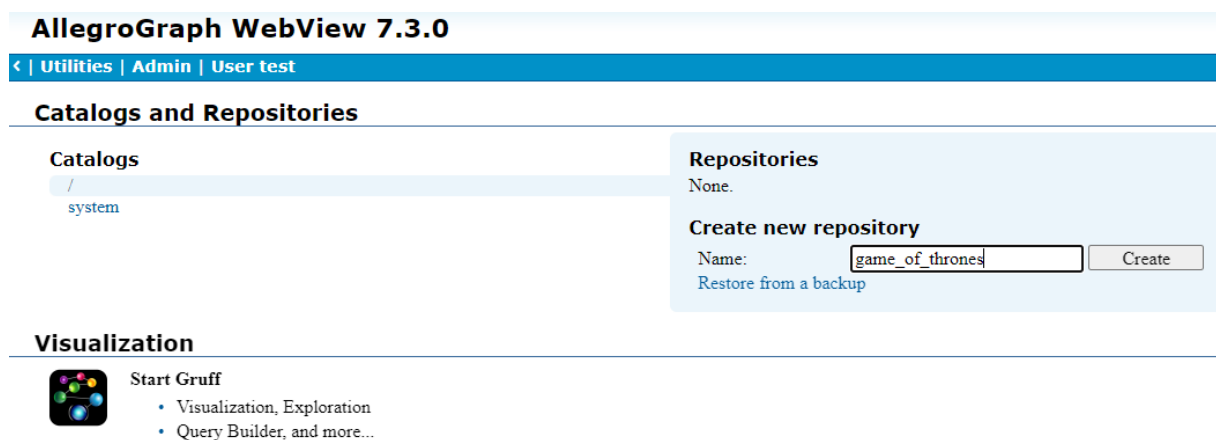 AllegroGraph WebView 7.3.0
< | Utilities | Admin | User test
Catalogs and Repositories
Catalogs
/
system
Repositories
None.
Create new repository
Name: game_of_thrones Create
Restore from a backup
Visualization
Start Gruff
• Visualization, Exploration
• Query Builder, and more...